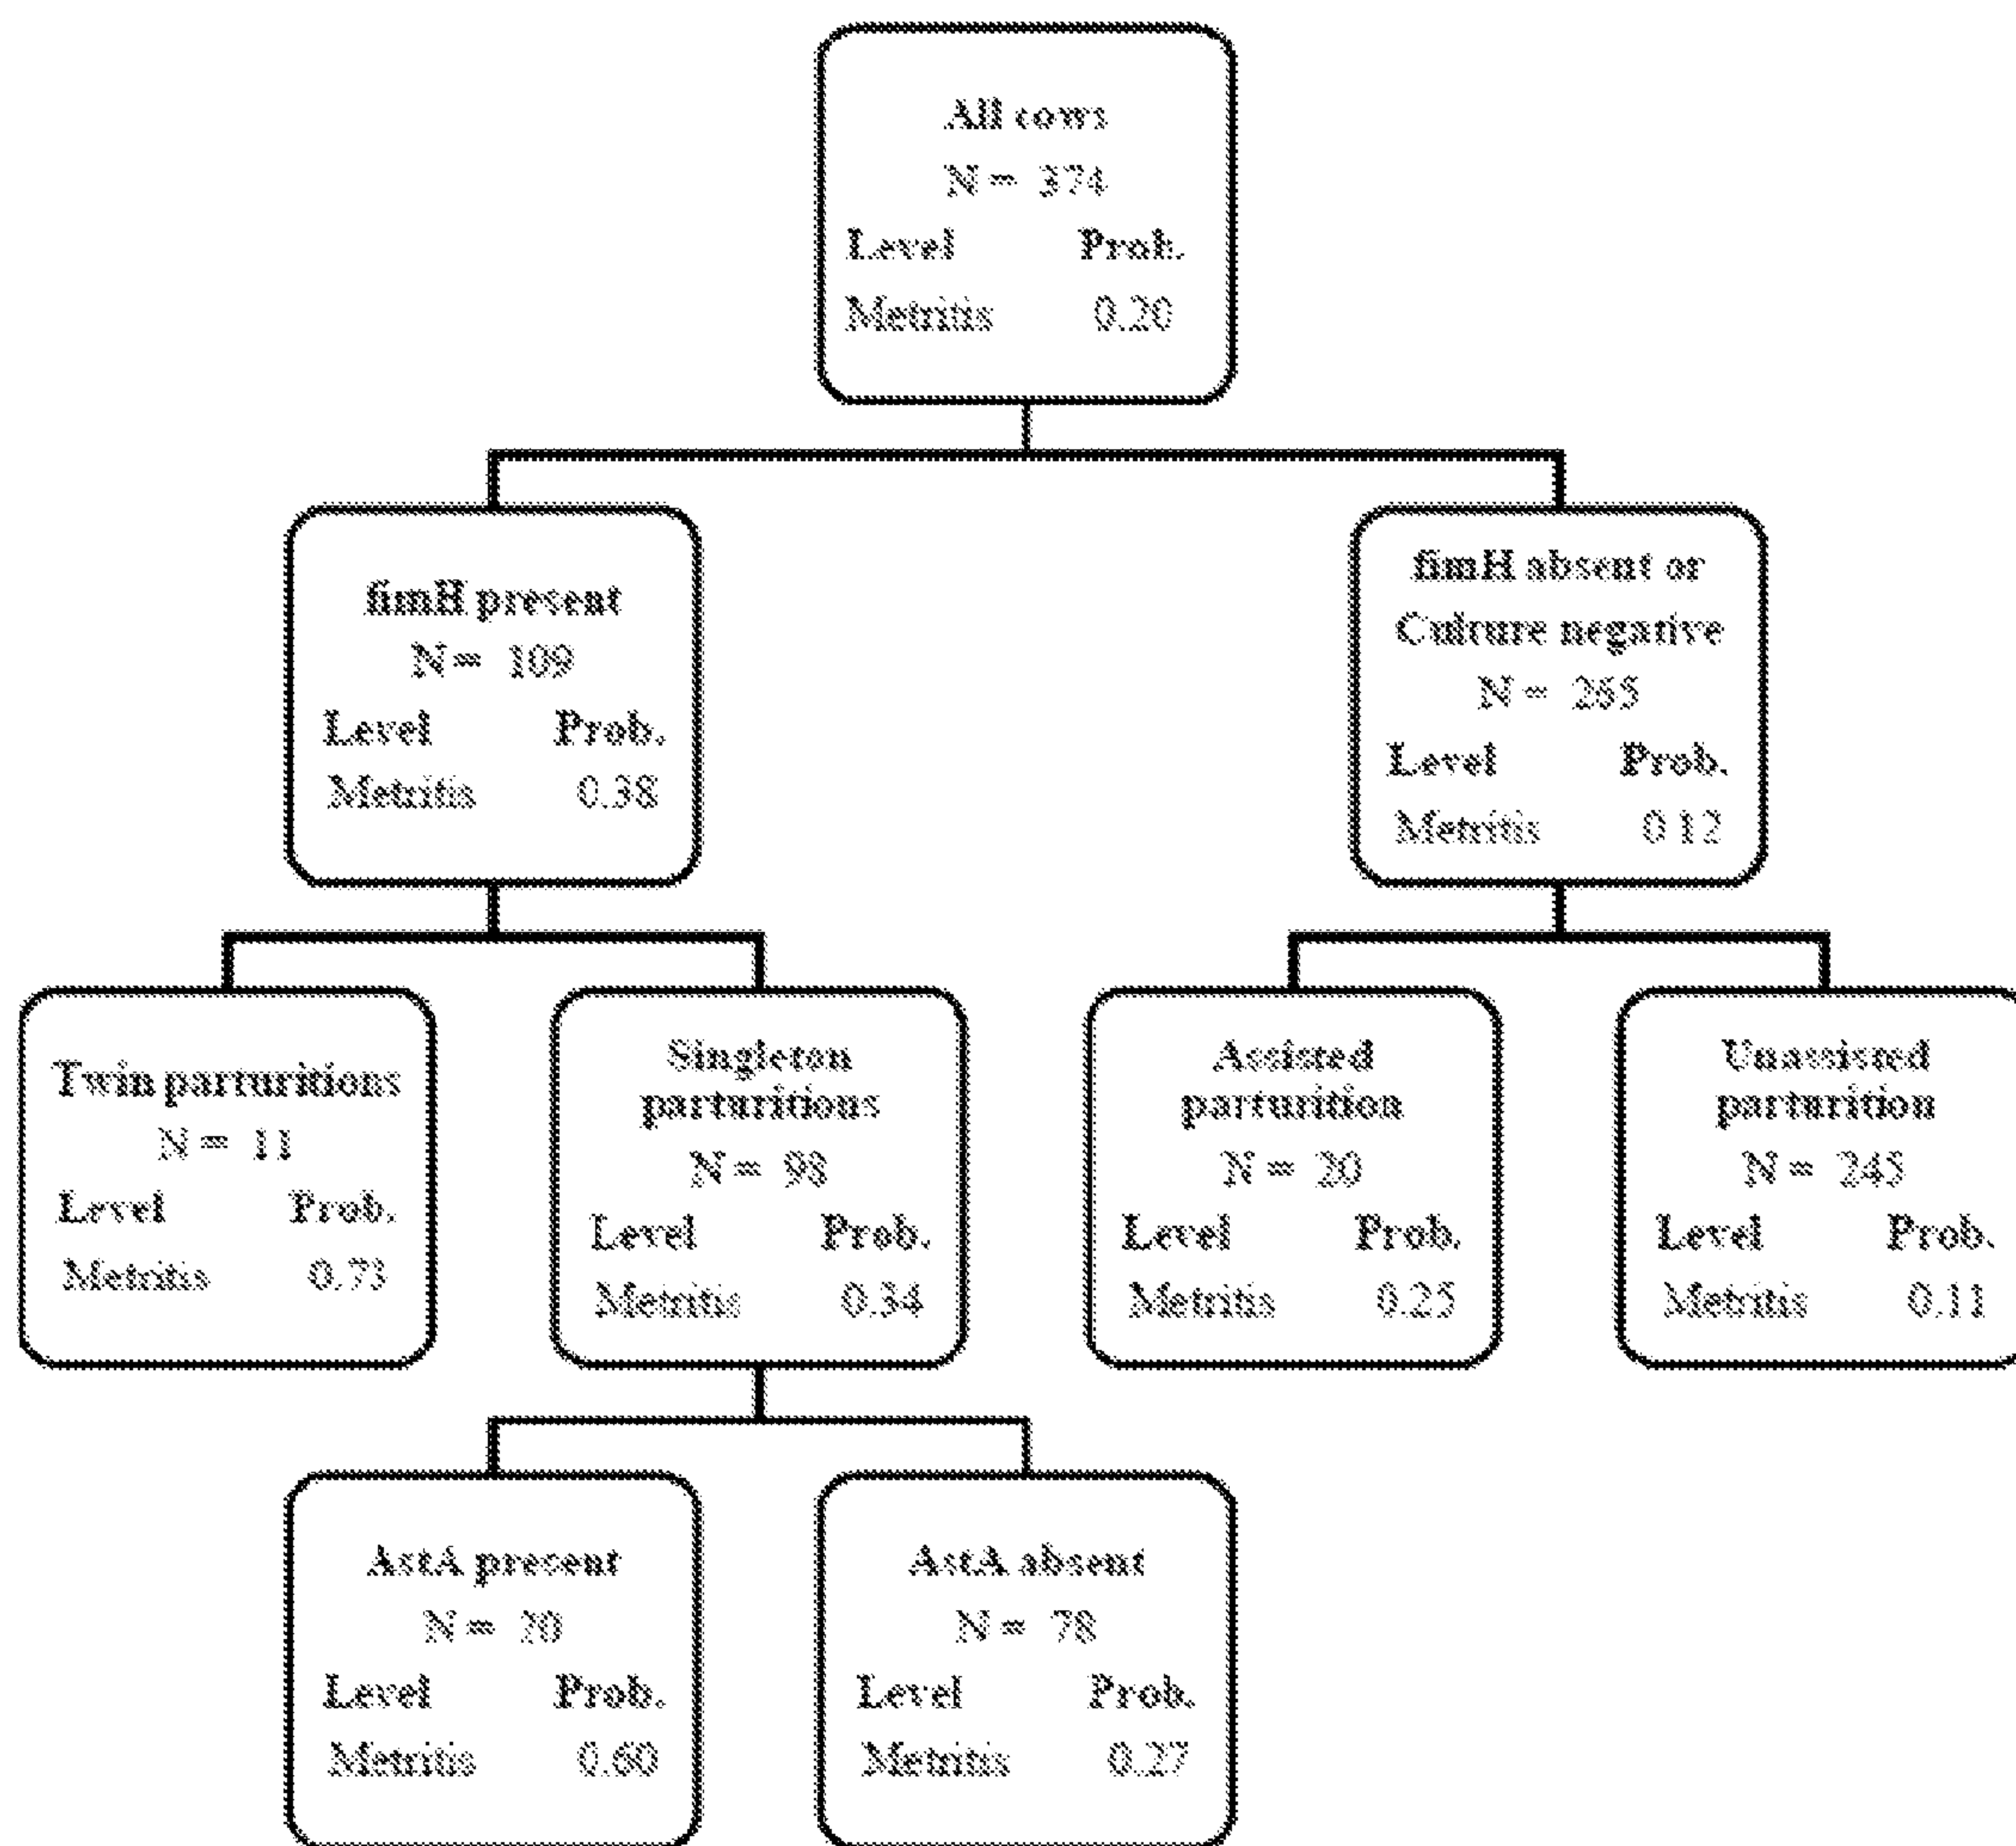 All cows
N = 374
Level Prob.
Metritis 0.20
fimH present
N = 109
Level Prob.
Metritis 0.38
fimH absent or
Culture negative
N = 265
Level Prob.
Metritis 0.12
Twin parturitions
N = 11
Level Prob.
Metritis 0.73
Singleton
parturitions
N = 98
Level Prob.
Metritis 0.34
Assisted
parturition
N = 20
Level Prob.
Metritis 0.25
Unassisted
parturition
N = 245
Level Prob.
Metritis 0.11
AstA present
N = 20
Level Prob.
Metritis 0.60
AstA absent
N = 78
Level Prob.
Metritis 0.27